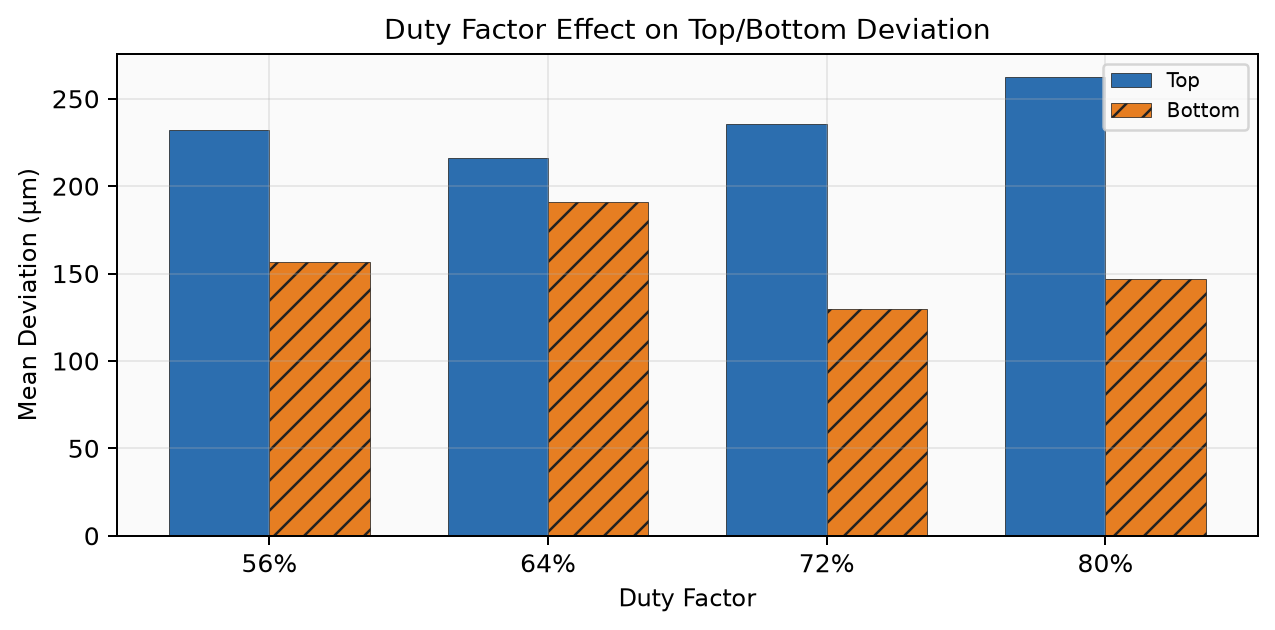 Duty Factor Effect on Top/Bottom Deviation
Mean Deviation (µm)
250
200
150
100
50
0
Top
Bottom
56%
64%
72%
80%
Duty Factor